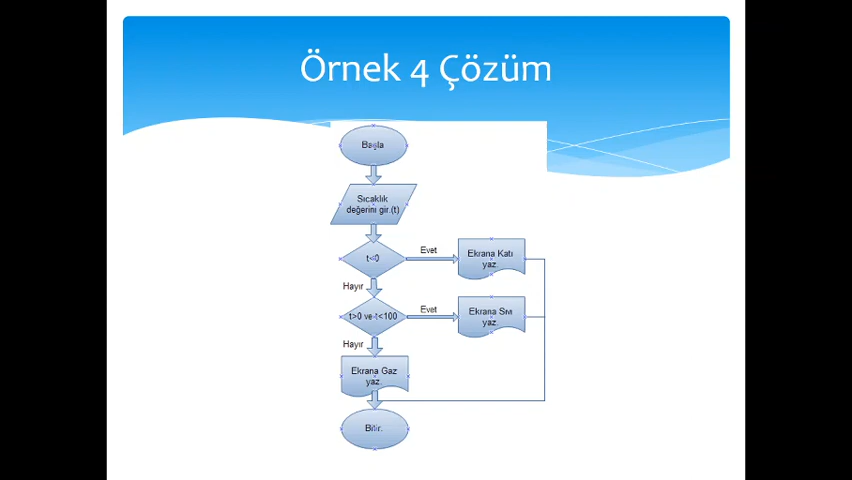 Örnek 4 Çözüm
Başla
Sıcaklık
değerini gir.(t)
t<0
Evet
Ekrana Katı
yaz.
Hayır
t>0 ve t<100
Evet
Ekrana Sıvı
yaz.
Hayır
Ekrana Gaz
yaz.
Bitir.